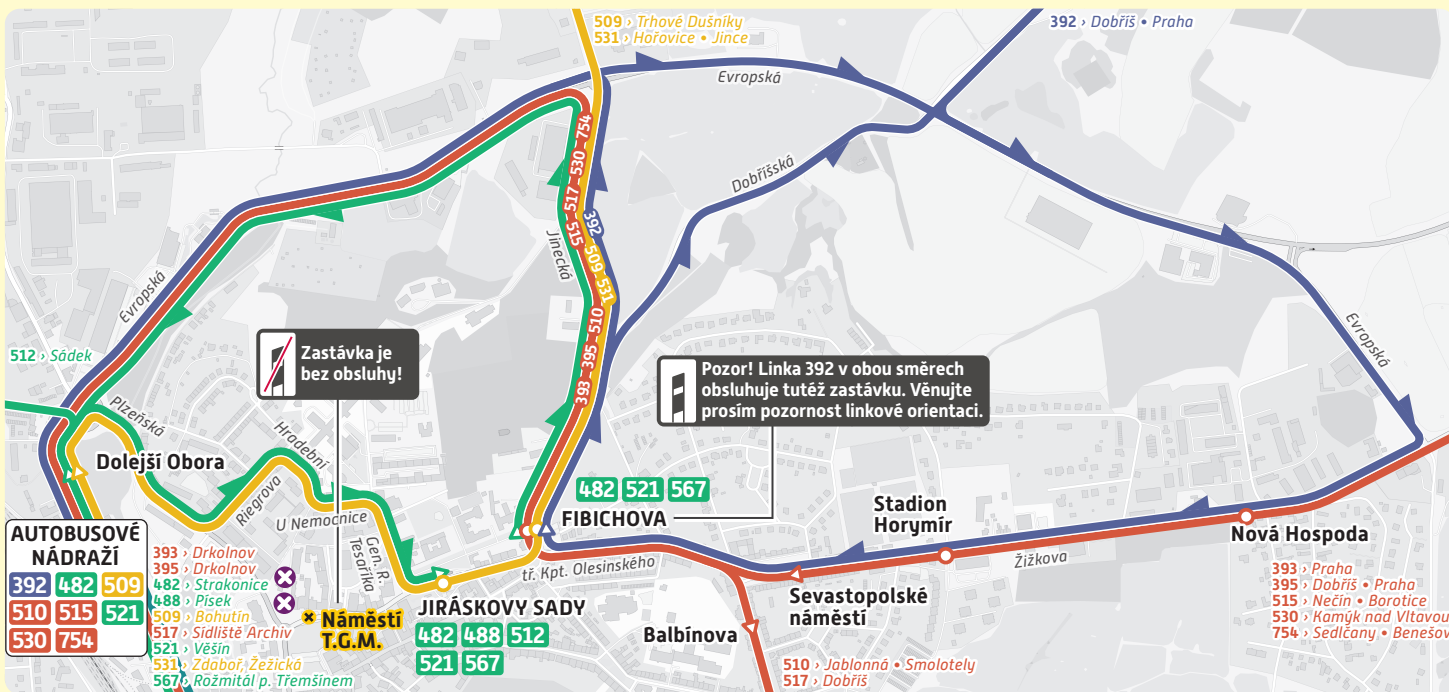 509 › Trhové Dušníky
531 › Hořovice • Jince
392 › Dobříš • Praha
Evropská
Dobříšská
Jinecká
393 - 395 - 510 - 515 - 517 - 530 - 754
392 - 509 - 531
Evropská
Evropská
512 › Sádek
Zastávka je
bez obsluhy!
Pozor! Linka 392 v obou směrech
obsluhuje tutéž zastávku. Věnujte
prosím pozornost linkové orientaci.
Plzeňská
Hradební
Riegrova
U Nemocnice
Gen. R.
Tesaříka
Dolejší Obora
482 521 567
FIBICHOVA
tř. Kpt. Olesinského
Stadion
Horymír
Nová Hospoda
Žižkova
AUTOBUSOVÉ
NÁDRAŽÍ
392 482 509
510 515 521
530 754
393 › Drkolnov
395 › Drkolnov
482 › Strakonice
488 › Písek
509 › Bohutín
517 › Sídliště Archiv
521 › Věšín
531 › Zdaboř, Žežická
567 › Rožmitál p. Třemšínem
Náměstí
T.G.M.
JIRÁSKOVY SADY
482 488 512
521 567
Sevastopolské
náměstí
Balbínova
510 › Jablonná • Smolotely
517 › Dobříš
393 › Praha
395 › Dobříš • Praha
515 › Nečín • Borotice
530 › Kamýk nad Vltavou
754 › Sedlčany • Benešov